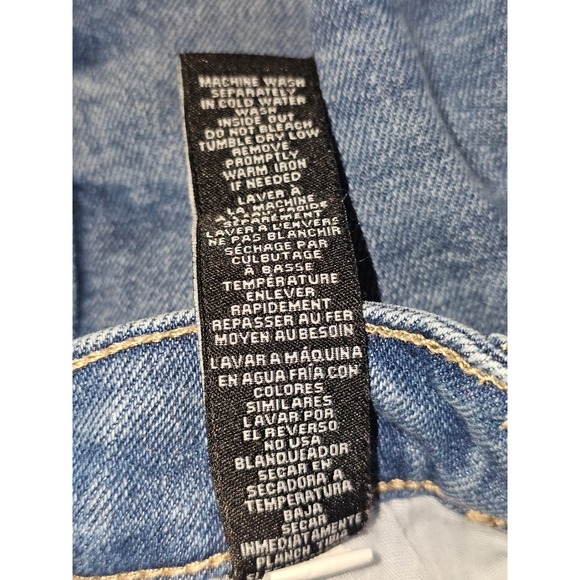 MACHINE WASH
SEPARATELY
IN COLD WATER
WASH
INSIDE OUT
DO NOT BLEACH
TUMBLE DRY LOW
REMOVE
PROMPTLY
WARM IRON
IF NEEDED
LAVER À
LA MACHINE
À L'EAU FROIDE
SÉPARÉMENT
LAVER À L'ENVERS
NE PAS BLANCHIR
SÉCHAGE PAR
CULBUTAGE
À BASSE
TEMPÉRATURE
ENLEVER
RAPIDEMENT
REPASSER AU FER
MOYEN AU BESOIN
LAVAR A MÁQUINA
EN AGUA FRÍA CON
COLORES
SIMILARES
LAVAR POR
EL REVERSO
NO USA
BLANQUEADOR
SECAR EN
SECADORA A
TEMPERATURA
BAJA
SECAR
INMEDIATAMENTE